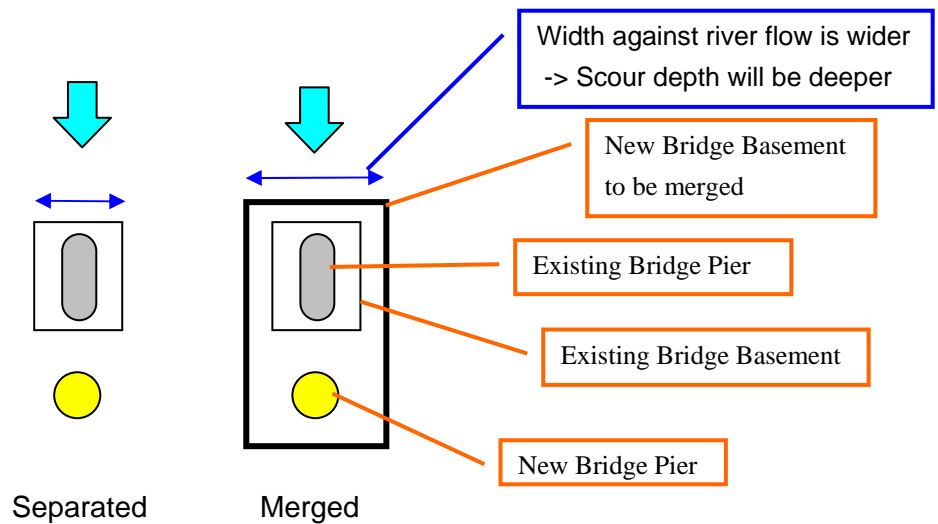 Width against river flow is wider
-> Scour depth will be deeper
New Bridge Basement
to be merged
Existing Bridge Pier
Existing Bridge Basement
New Bridge Pier
Separated
Merged